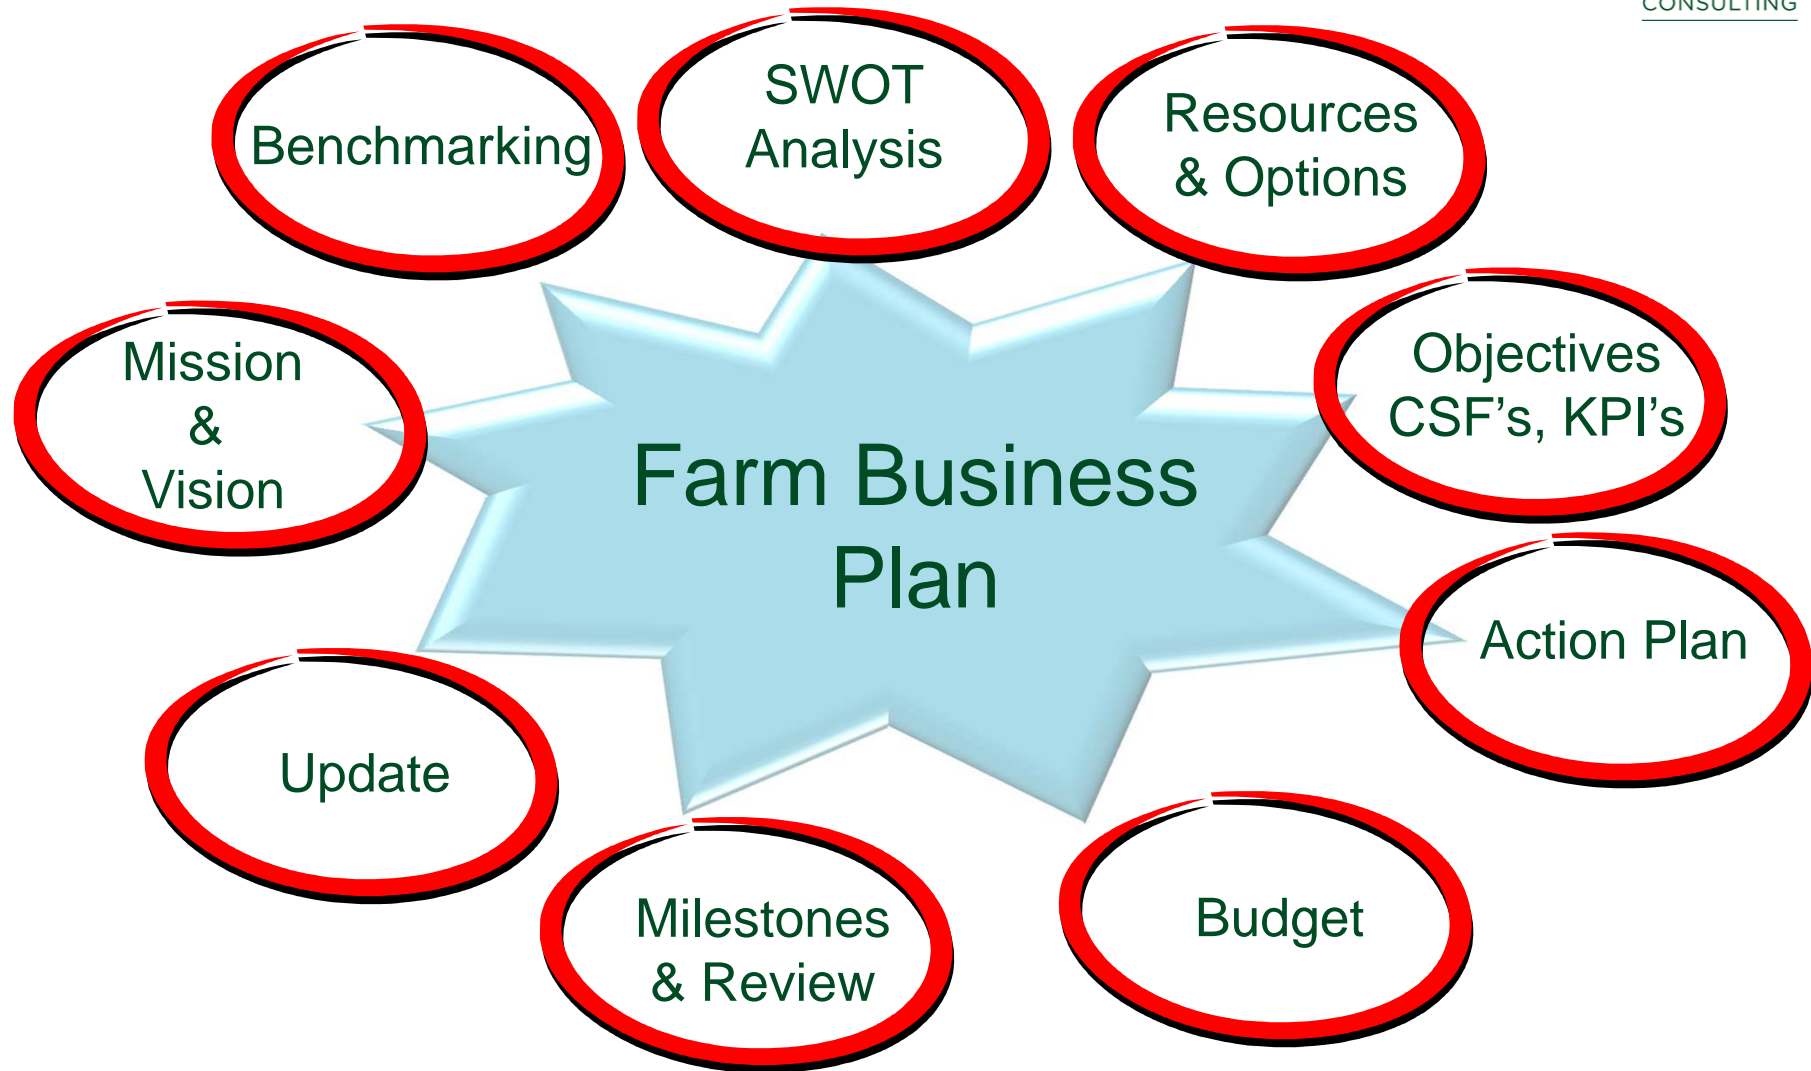 CONSULTING
Benchmarking
SWOT
Analysis
Resources
& Options
Mission
&
Vision
Objectives
CSF’s, KPI’s
Farm Business
Plan
Action Plan
Update
Milestones
& Review
Budget